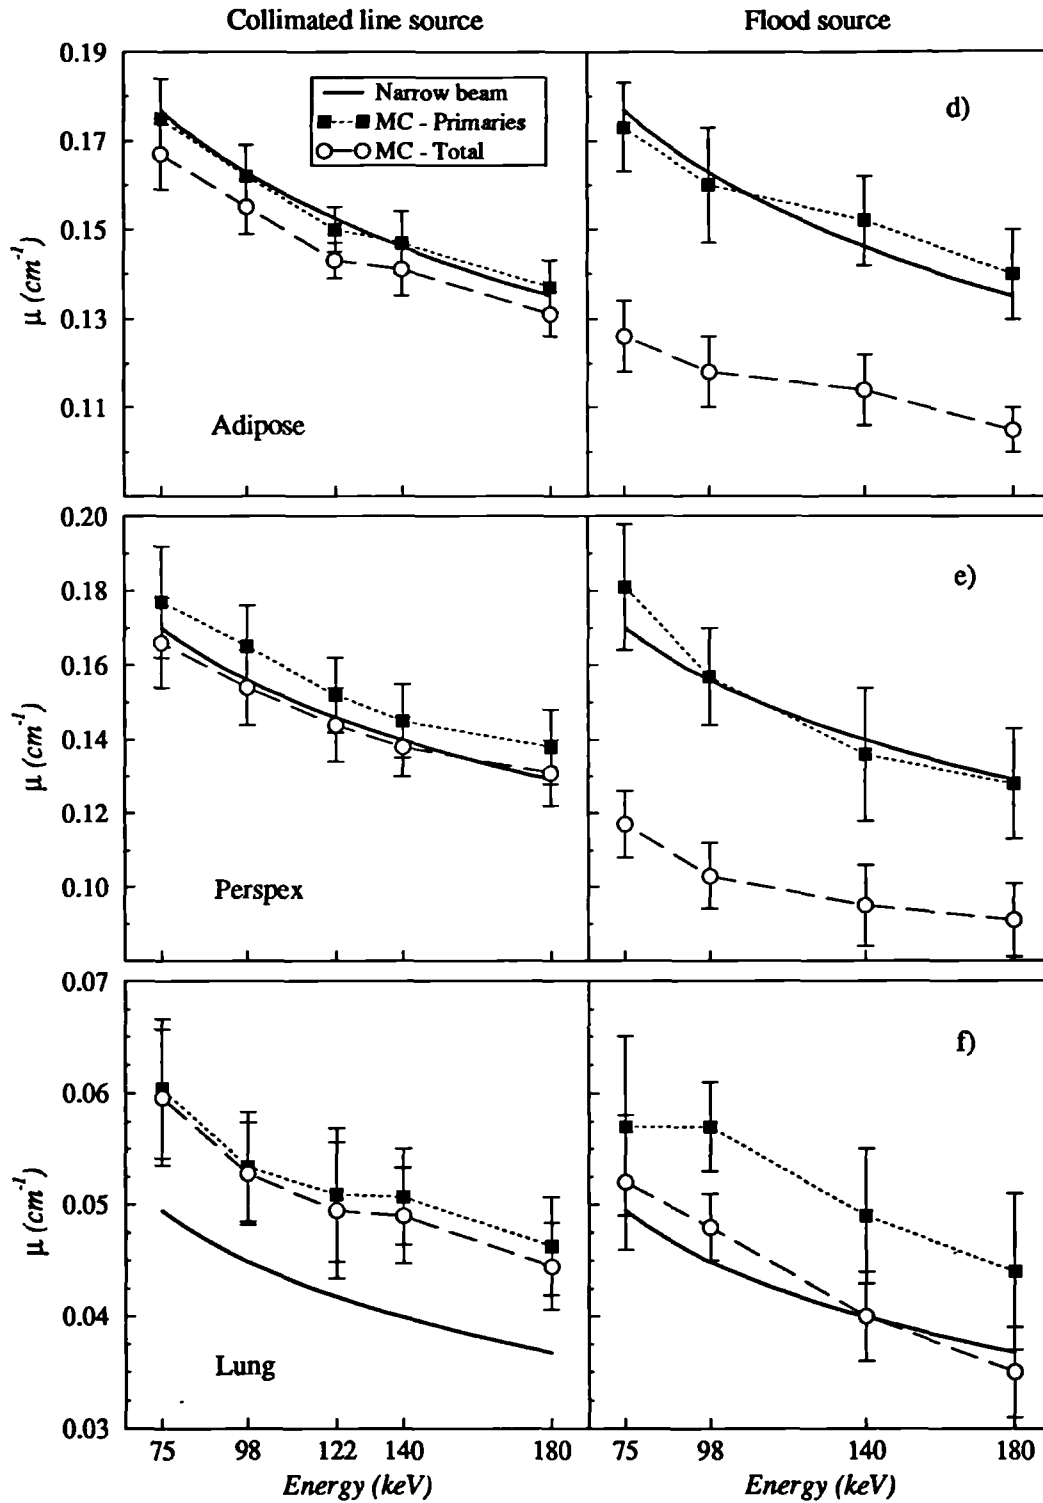 Collimated line source Flood source
0.19
Narrow beam
MC - Primaries
MC - Total
d)
0.17
0.15
0.13
0.11
μ (cm⁻¹)
Adipose
0.20
e)
0.18
0.16
0.14
0.12
0.10
μ (cm⁻¹)
Perspex
0.07
f)
0.06
0.05
0.04
0.03
μ (cm⁻¹)
Lung
75 98 122 140 180 75 98 140 180
Energy (keV) Energy (keV)